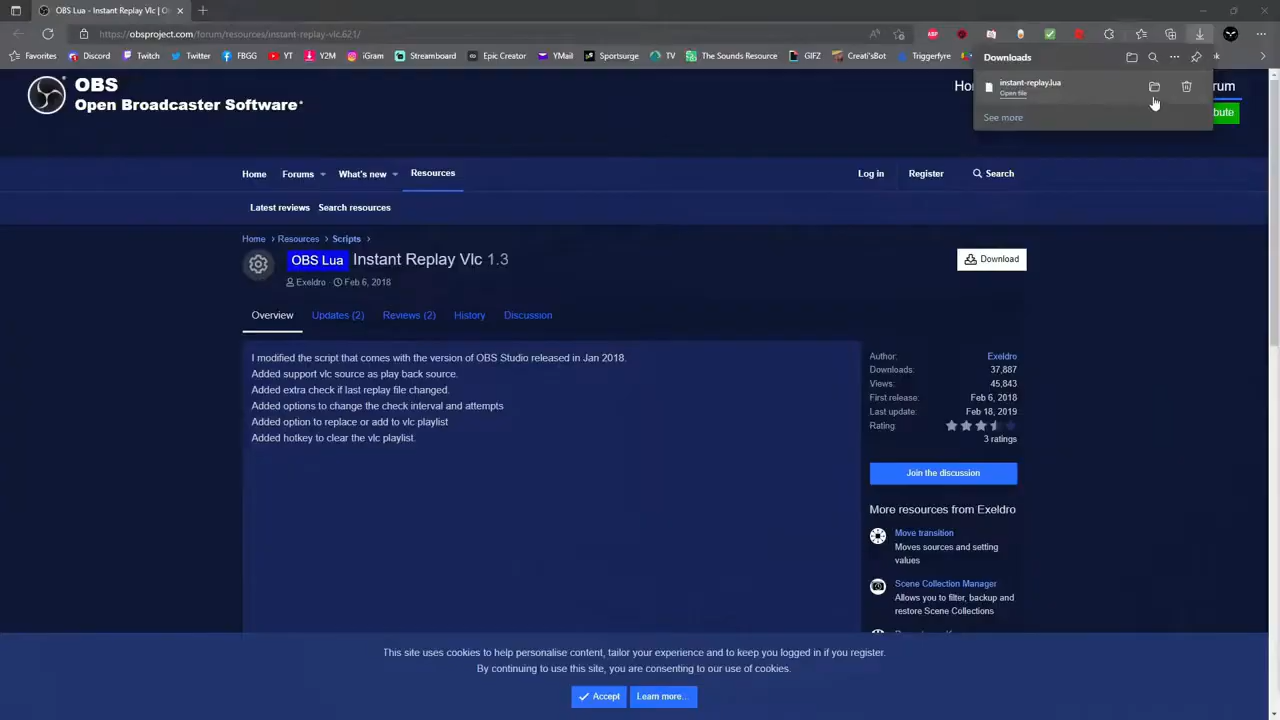 OBS Lua - Instant Replay Vlc | O
https://obsproject.com/forum/resources/instant-replay-vlc.621/
Favorites Discord Twitch Twitter FBGG YT Y2M iGram Streamboard Epic Creator YMail Sportsurge TV The Sounds Resource GIFZ Creati'sBot Triggerfyre
Downloads
instant-replay.lua
Open file
See more
OBS
Open Broadcaster Software
Home Forums What's new Resources Log in Register Search
Latest reviews Search resources
Home › Resources › Scripts ›
OBS Lua Instant Replay Vlc 1.3
Download
Exeldro · Feb 6, 2018
Overview Updates (2) Reviews (2) History Discussion
I modified the script that comes with the version of OBS Studio released in Jan 2018.
Added support vlc source as play back source.
Added extra check if last replay file changed.
Added options to change the check interval and attempts
Added option to replace or add to vlc playlist
Added hotkey to clear the vlc playlist.
Author: Exeldro
Downloads: 37,887
Views: 45,843
First release: Feb 6, 2018
Last update: Feb 18, 2019
Rating:
3 ratings
Join the discussion
More resources from Exeldro
Move transition
Moves sources and setting
values
Scene Collection Manager
Allows you to filter, backup and
restore Scene Collections
This site uses cookies to help personalise content, tailor your experience and to keep you logged in if you register.
By continuing to use this site, you are consenting to our use of cookies.
Accept Learn more…